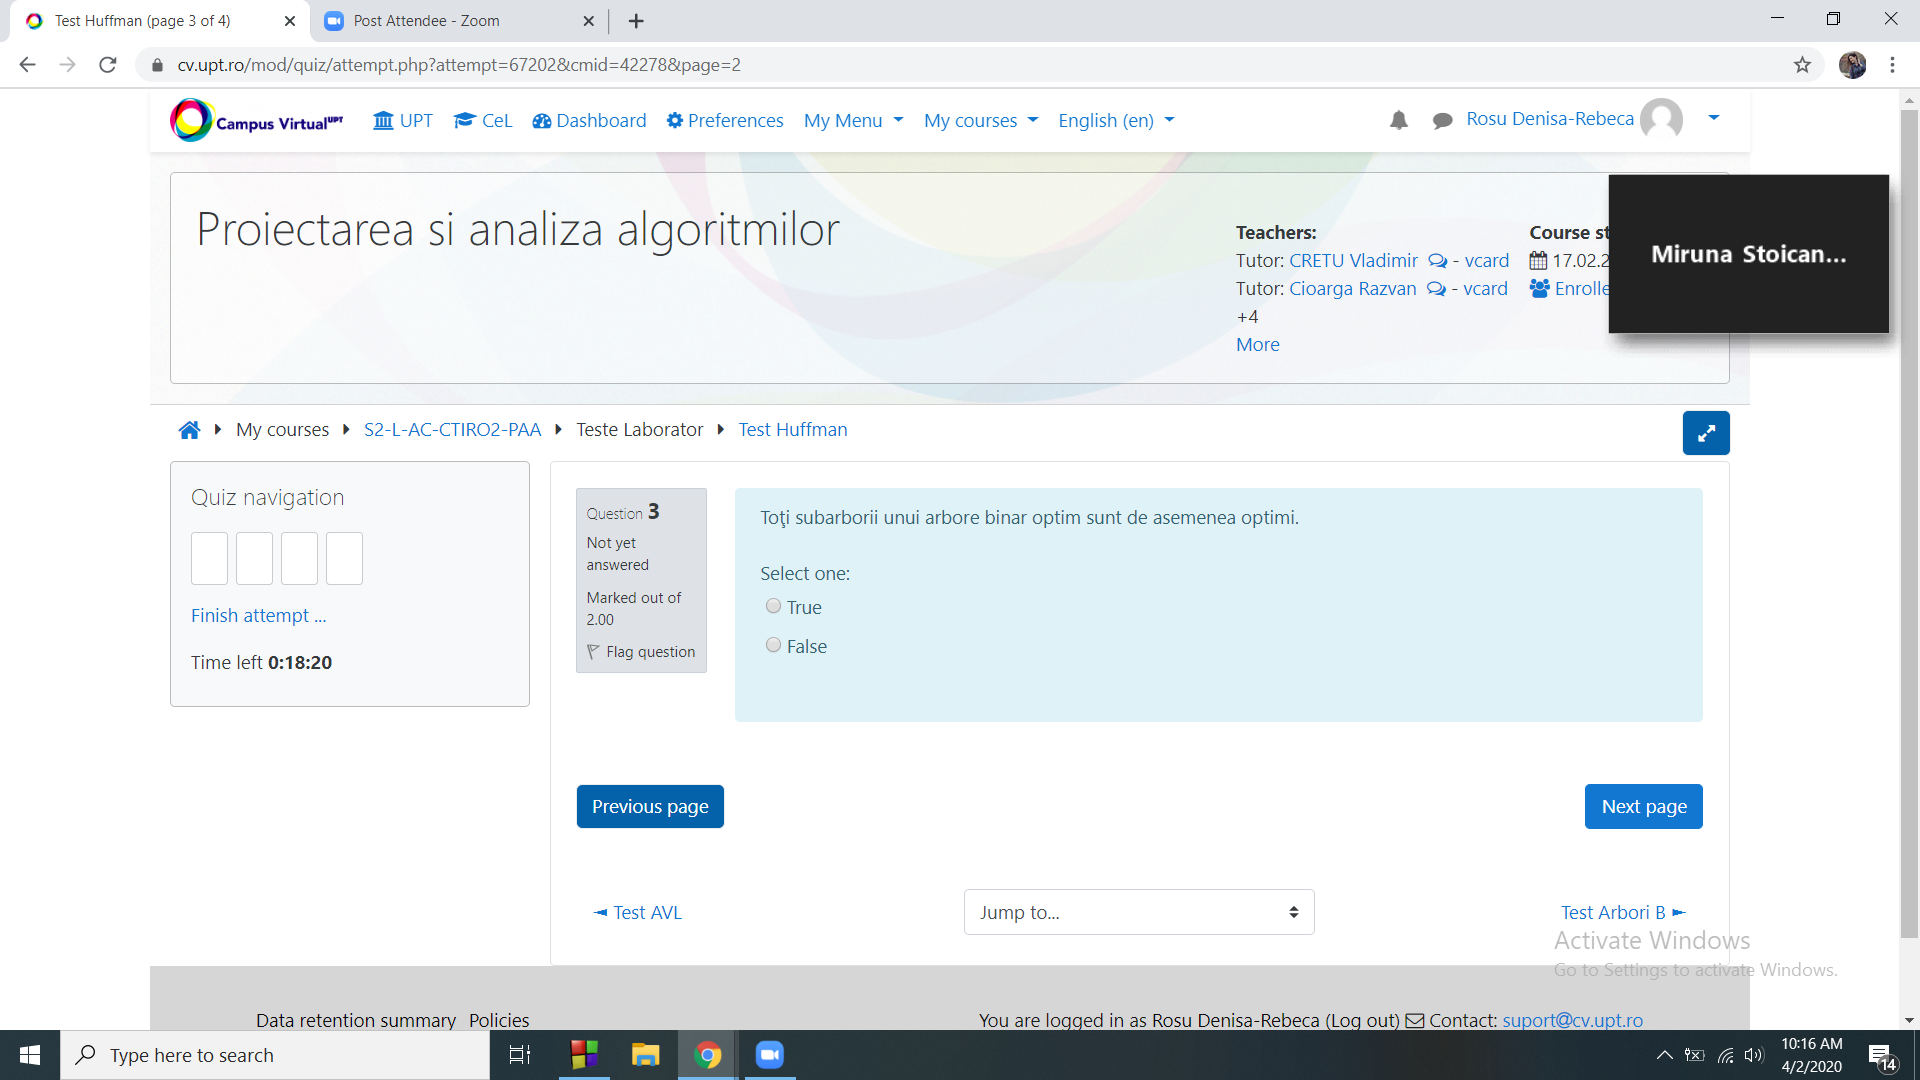 Test Huffman (page 3 of 4)
Post Attendee - Zoom
cv.upt.ro/mod/quiz/attempt.php?attempt=67202&cmid=42278&page=2
Campus Virtual UPT
UPT CeL Dashboard Preferences My Menu My courses English (en) Rosu Denisa-Rebeca
Proiectarea si analiza algoritmilor
Teachers:
Tutor: CRETU Vladimir - vcard
Tutor: Cioarga Razvan - vcard
+4
More
Course st
17.02.2
Enrolle
Miruna Stoican...
My courses S2-L-AC-CTIRO2-PAA Teste Laborator Test Huffman
Quiz navigation
Finish attempt ...
Time left 0:18:20
Question 3
Not yet
answered
Marked out of
2.00
Flag question
Toţi subarborii unui arbore binar optim sunt de asemenea optimi.
Select one:
True
False
Previous page
Next page
◄ Test AVL
Jump to...
Test Arbori B ►
Activate Windows
Go to Settings to activate Windows.
Data retention summary Policies
You are logged in as Rosu Denisa-Rebeca (Log out) Contact: suport@cv.upt.ro
Type here to search
10:16 AM
4/2/2020
14